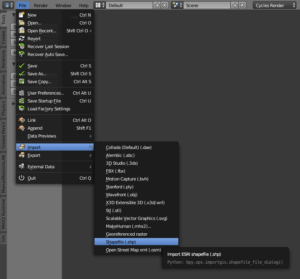 File Render Window Help Default Scene Cycles Render
New Ctrl N
Open... Ctrl O
Open Recent... Shift Ctrl O
Revert
Recover Last Session
Recover Auto Save...
Save Ctrl S
Save As... Shift Ctrl S
Save Copy... Ctrl Alt S
User Preferences... Ctrl Alt U
Save Startup File Ctrl U
Load Factory Settings
Link Ctrl Alt O
Append Shift F1
Data Previews
Import
Export
External Data
Quit Ctrl Q
Collada (Default) (.dae)
Alembic (.abc)
3D Studio (.3ds)
FBX (.fbx)
Motion Capture (.bvh)
Stanford (.ply)
Wavefront (.obj)
X3D Extensible 3D (.x3d/.wrl)
Stl (.stl)
Scalable Vector Graphics (.svg)
MakeHuman (.mhx2)...
Georeferenced raster
Shapefile (.shp)
Open Street Map xml (.osm)
Import ESRI shapefile (.shp)
Python: bpy.ops.importgis.shapefile_file_dialog()